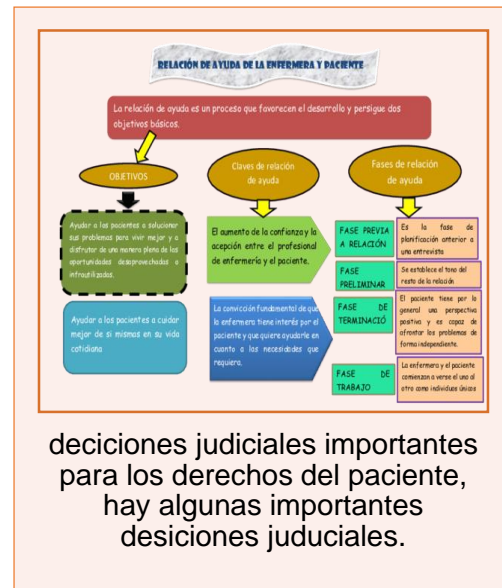 RELACIÓN DE AYUDA DE LA ENFERMERA Y PACIENTE
La relación de ayuda es un proceso que favorecen el desarrollo y persigue dos
objetivos básicos.
OBJETIVOS
Ayudar a los pacientes a solucionar
sus problemas para vivir mejor y a
disfrutar de una manera plena de las
oportunidades desaprovechadas o
infrautilizadas.
Ayudar a los pacientes a cuidar
mejor de si mismas en su vida
cotidiana
Claves de relación
de ayuda
El aumento de la confianza y la
acepción entre el profesional
de enfermería y el paciente.
La convicción fundamental de que
la enfermera tiene interés por el
paciente y que quiere ayudarle en
cuanto a las necesidades que
requiera.
Fases de relación
de ayuda
FASE PREVIA
A RELACIÓN
Es la fase de
planificación anterior a
una entrevista
FASE
PRELIMINAR
Se establece el tono del
resto de la relación
FASE DE
TERMINACIÓ
El paciente tiene por lo
general una perspectiva
positiva y es capaz de
afrontar los problemas de
forma independiente.
FASE DE
TRABAJO
La enfermera y el paciente
comienzan a verse el uno al
otro como individuos únicos
deciciones judiciales importantes
para los derechos del paciente,
hay algunas importantes
desiciones juduciales.